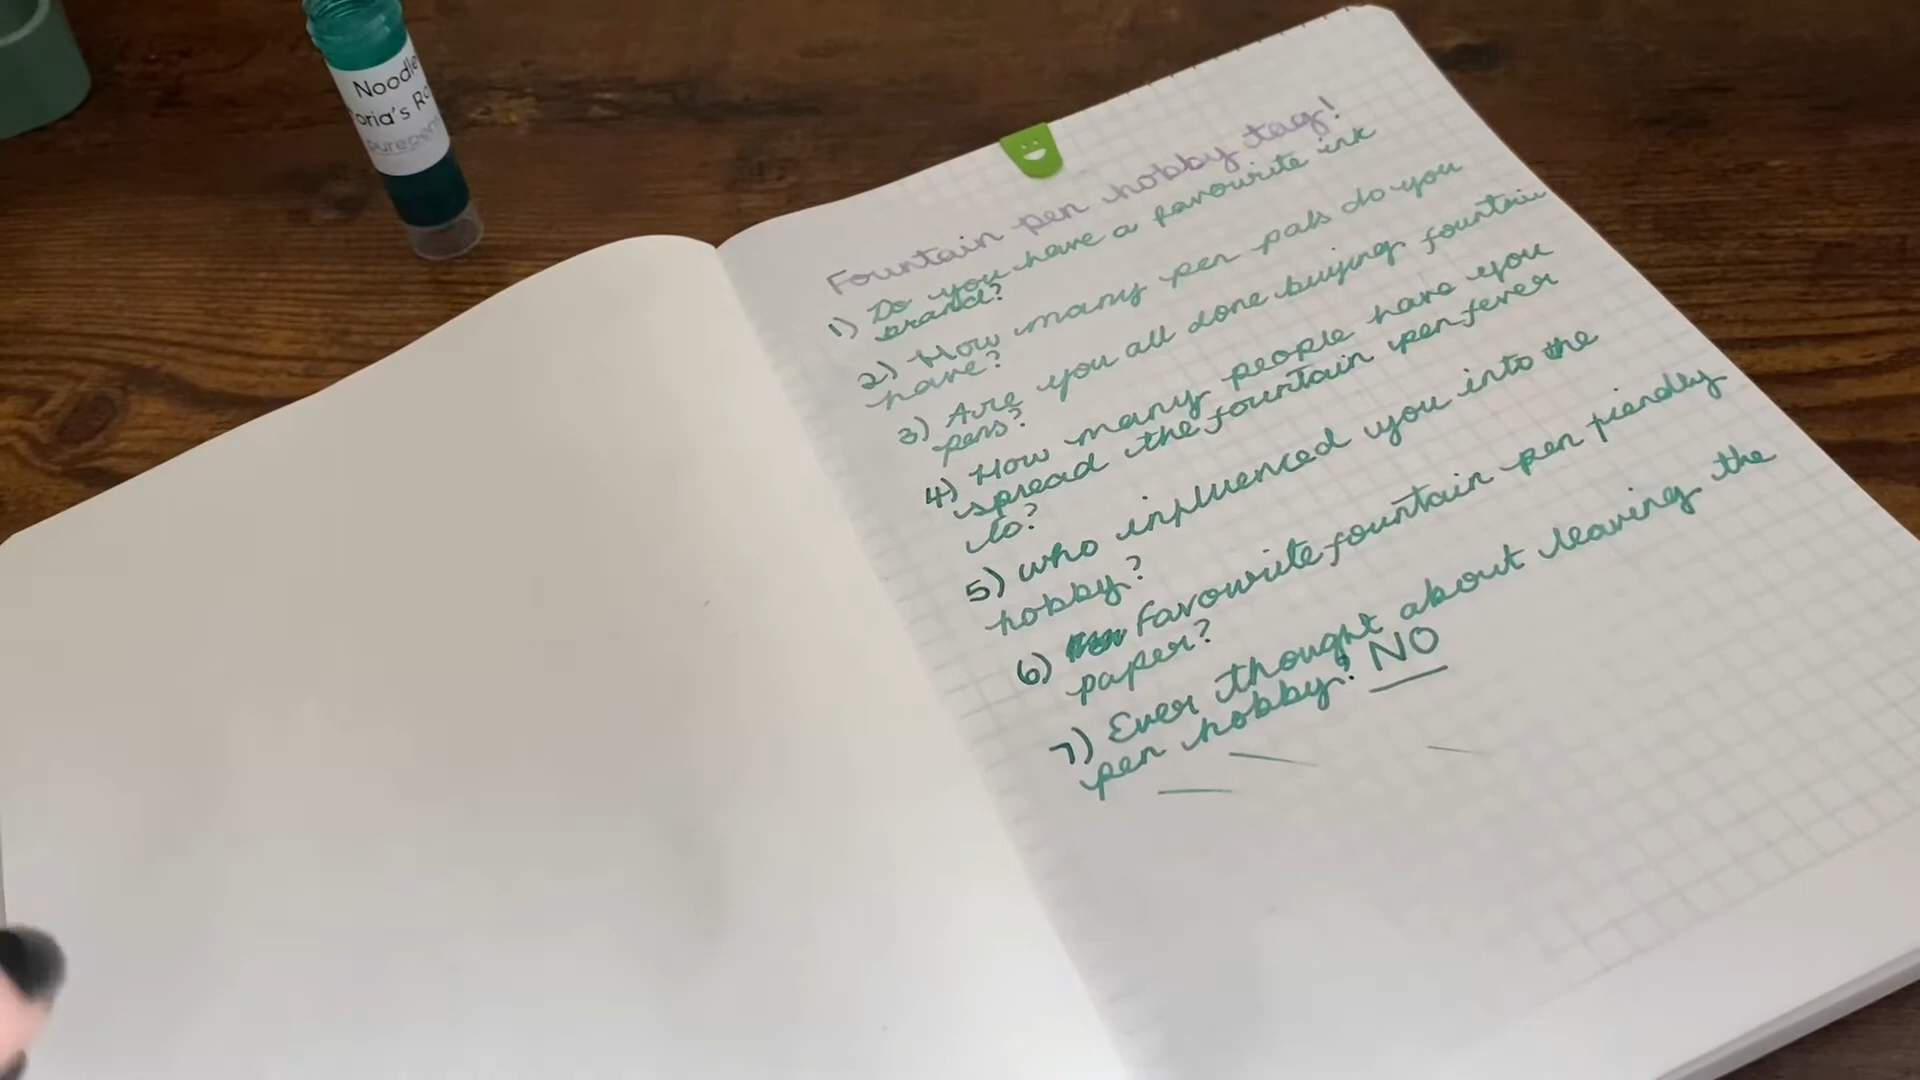 Noodle
oria's Ro
purepen
Fountain pen hobby tag!
1) Do you have a favourite ink
brand?
2) How many pen pals do you
have?
3) Are you all done buying fountain
pens?
4) How many people have you
spread the fountain pen fever
to?
5) who influenced you into the
hobby?
6) Favourite fountain pen friendly
paper?
7) Ever thought about leaving the
pen hobby? NO